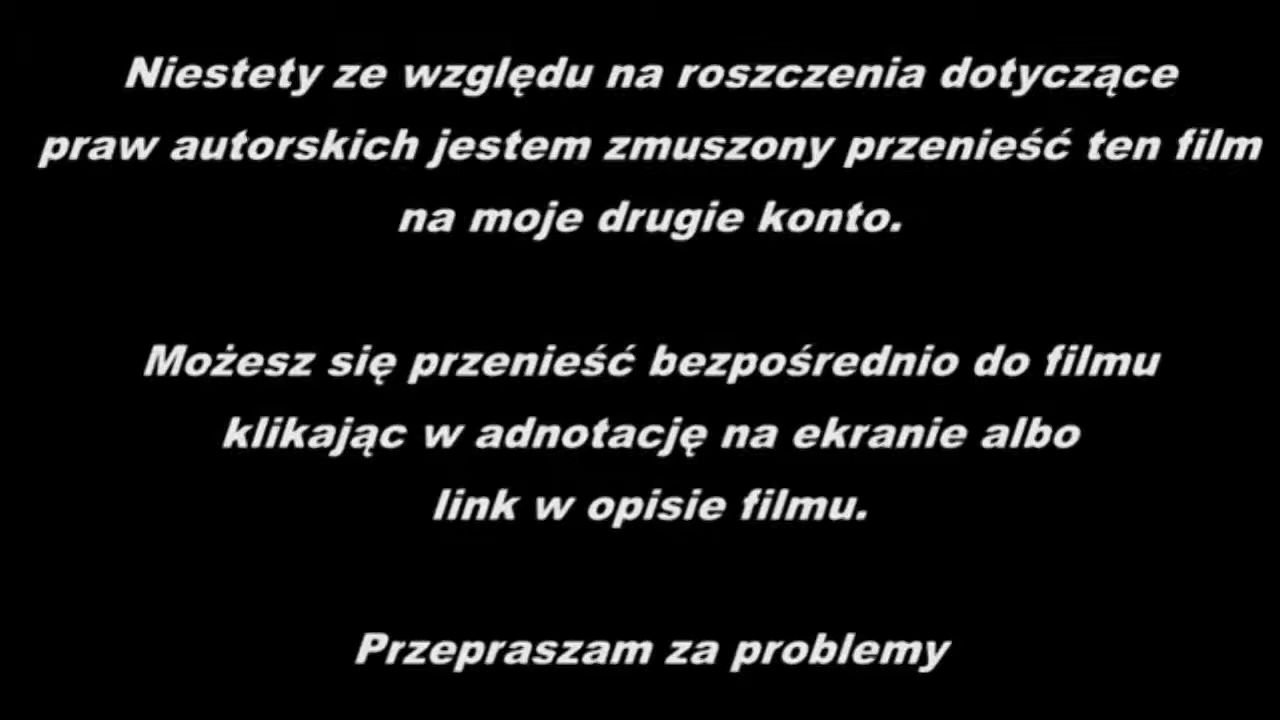 Niestety ze względu na roszczenia dotyczące
praw autorskich jestem zmuszony przenieść ten film
na moje drugie konto.
Możesz się przenieść bezpośrednio do filmu
klikając w adnotację na ekranie albo
link w opisie filmu.
Przepraszam za problemy